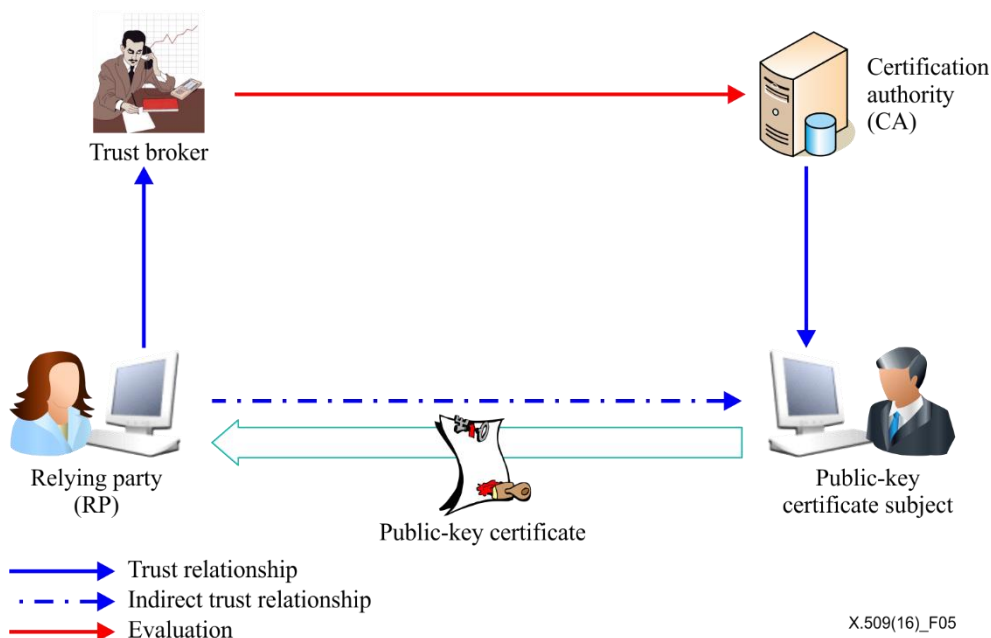 Trust broker
Certification
authority
(CA)
Relying party
(RP)
Public-key certificate
Public-key
certificate subject
Trust relationship
Indirect trust relationship
Evaluation
X.509(16)_F05